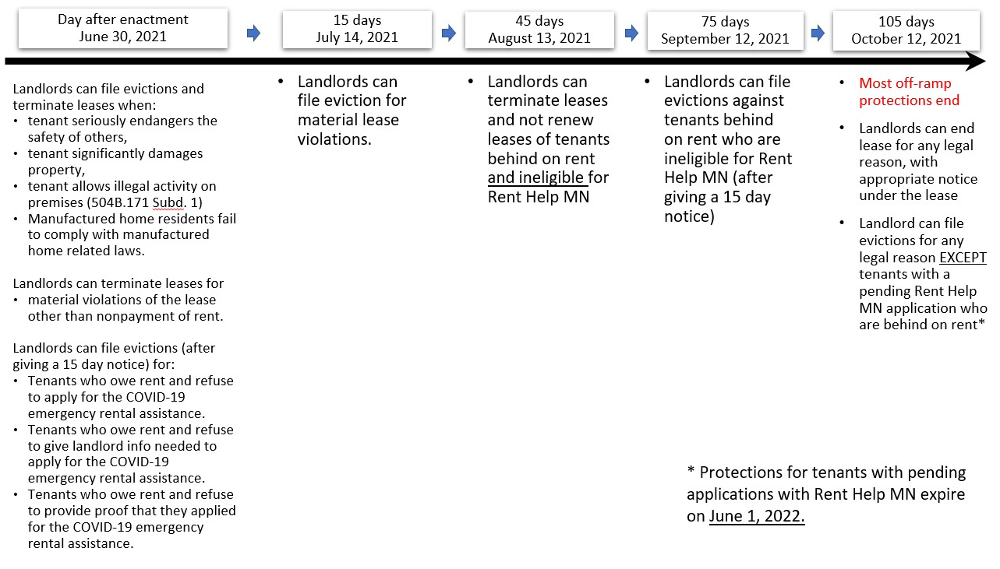 Day after enactment
June 30, 2021
15 days
July 14, 2021
45 days
August 13, 2021
75 days
September 12, 2021
105 days
October 12, 2021
Landlords can file evictions and
terminate leases when:
• tenant seriously endangers the
safety of others,
• tenant significantly damages
property,
• tenant allows illegal activity on
premises (504B.171 Subd. 1)
• Manufactured home residents fail
to comply with manufactured
home related laws.
Landlords can terminate leases for
• material violations of the lease
other than nonpayment of rent.
Landlords can file evictions (after
giving a 15 day notice) for:
• Tenants who owe rent and refuse
to apply for the COVID-19
emergency rental assistance.
• Tenants who owe rent and refuse
to give landlord info needed to
apply for the COVID-19
emergency rental assistance.
• Tenants who owe rent and refuse
to provide proof that they applied
for the COVID-19 emergency
rental assistance.
• Landlords can
file eviction for
material lease
violations.
• Landlords can
terminate leases
and not renew
leases of tenants
behind on rent
and ineligible for
Rent Help MN
• Landlords can file
evictions against
tenants behind
on rent who are
ineligible for Rent
Help MN (after
giving a 15 day
notice)
• Most off-ramp
protections end
• Landlords can end
lease for any legal
reason, with
appropriate notice
under the lease
• Landlord can file
evictions for any
legal reason EXCEPT
tenants with a
pending Rent Help
MN application who
are behind on rent*
* Protections for tenants with pending
applications with Rent Help MN expire
on June 1, 2022.